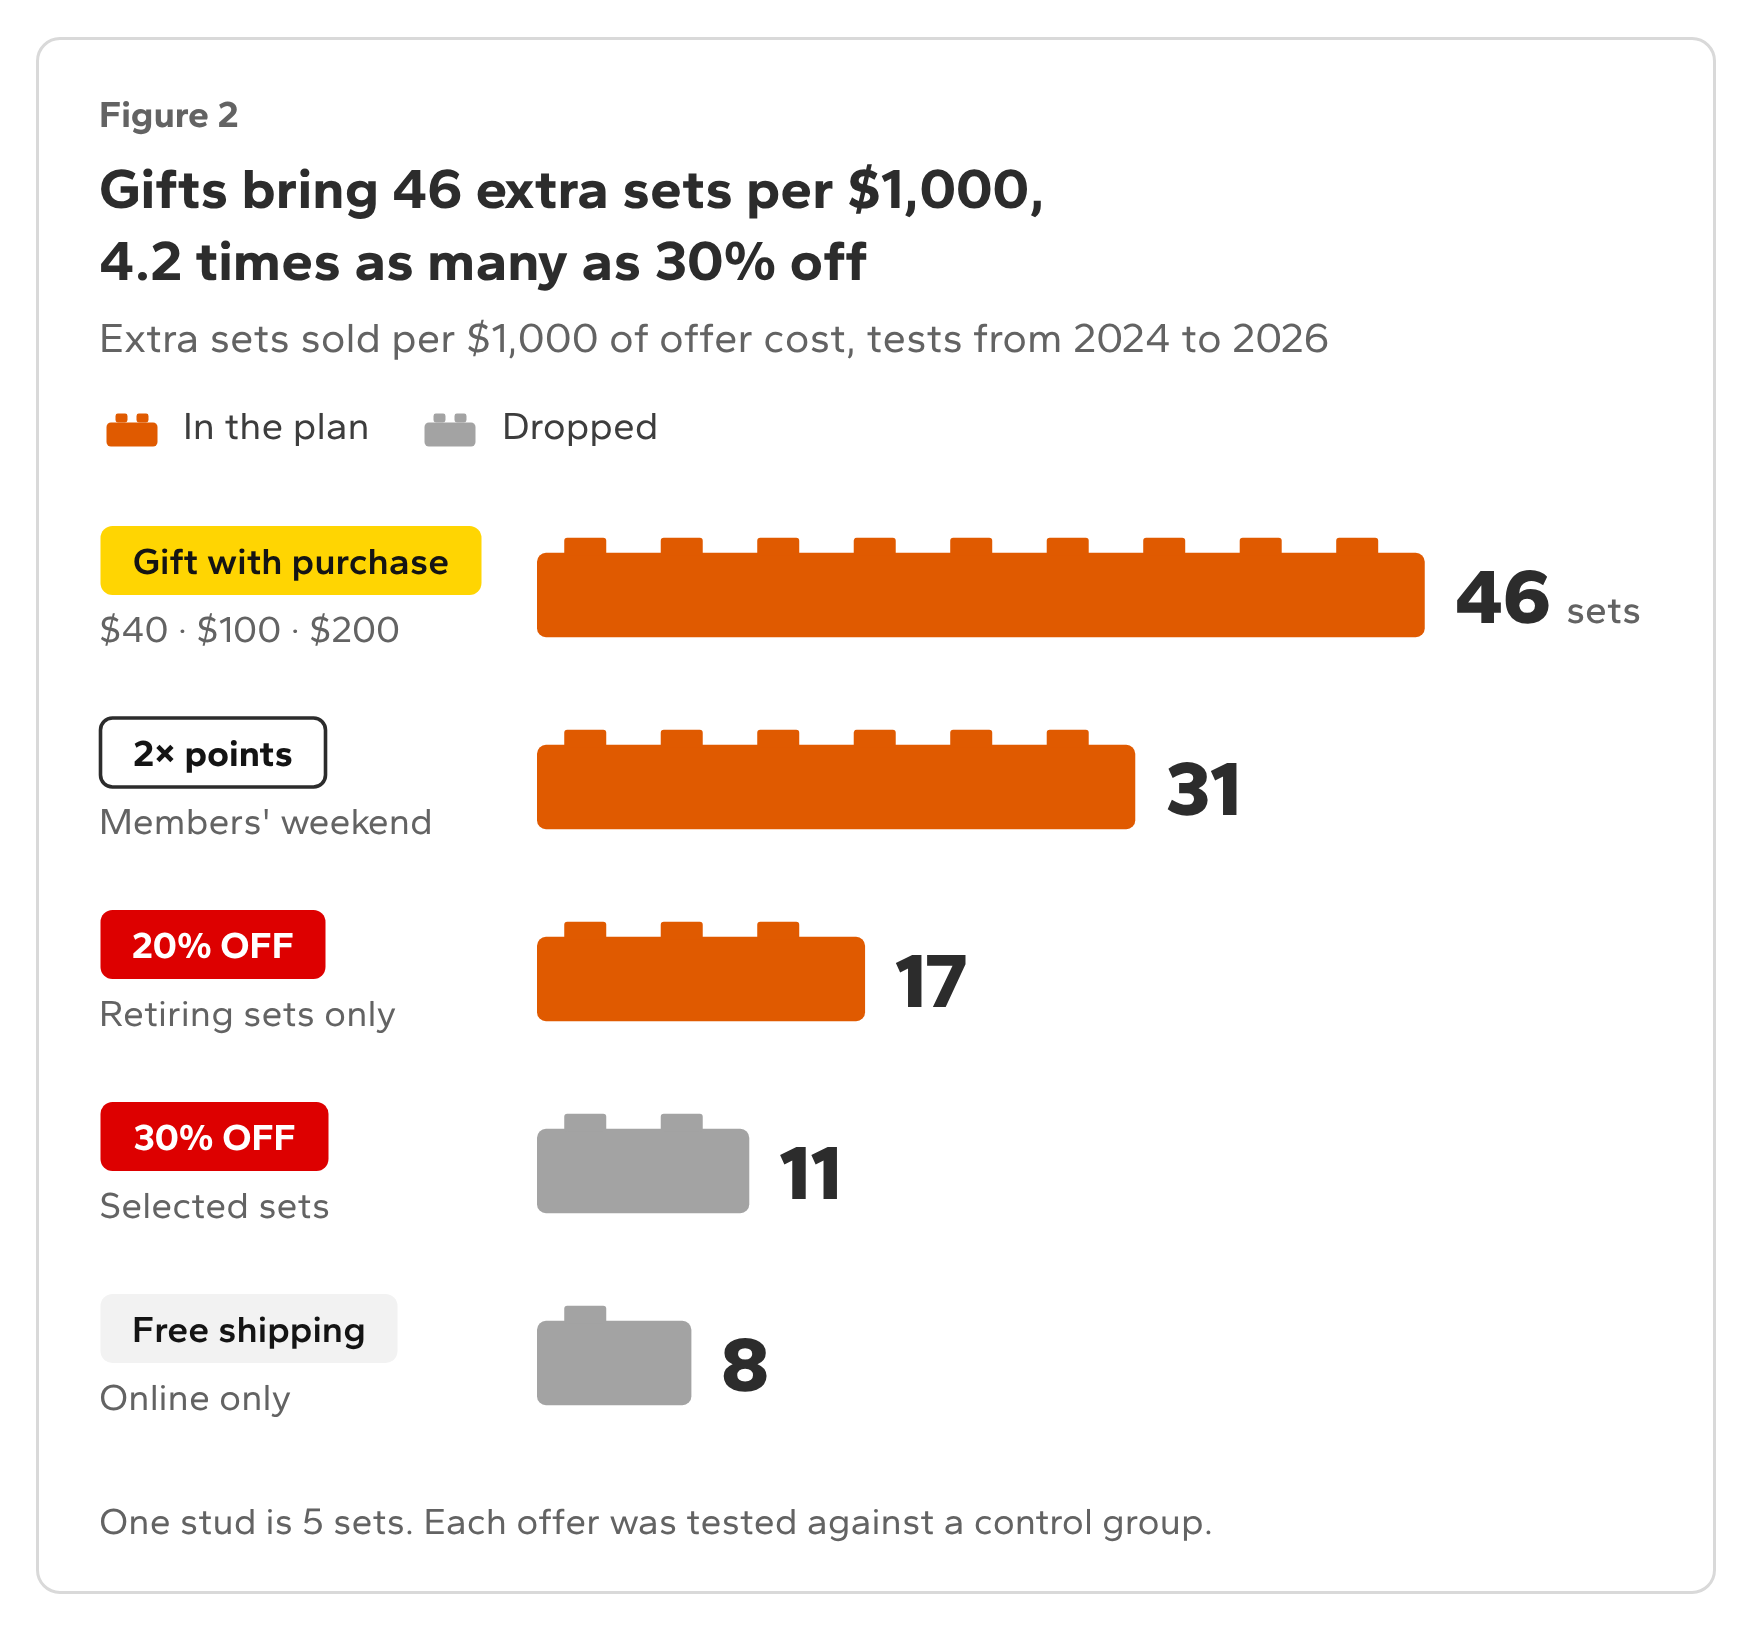 Figure 2
Gifts bring 46 extra sets per $1,000,
4.2 times as many as 30% off
Extra sets sold per $1,000 of offer cost, tests from 2024 to 2026
In the plan
Dropped
Gift with purchase
$40 · $100 · $200
46 sets
2× points
Members' weekend
31
20% OFF
Retiring sets only
17
30% OFF
Selected sets
11
Free shipping
Online only
8
One stud is 5 sets. Each offer was tested against a control group.